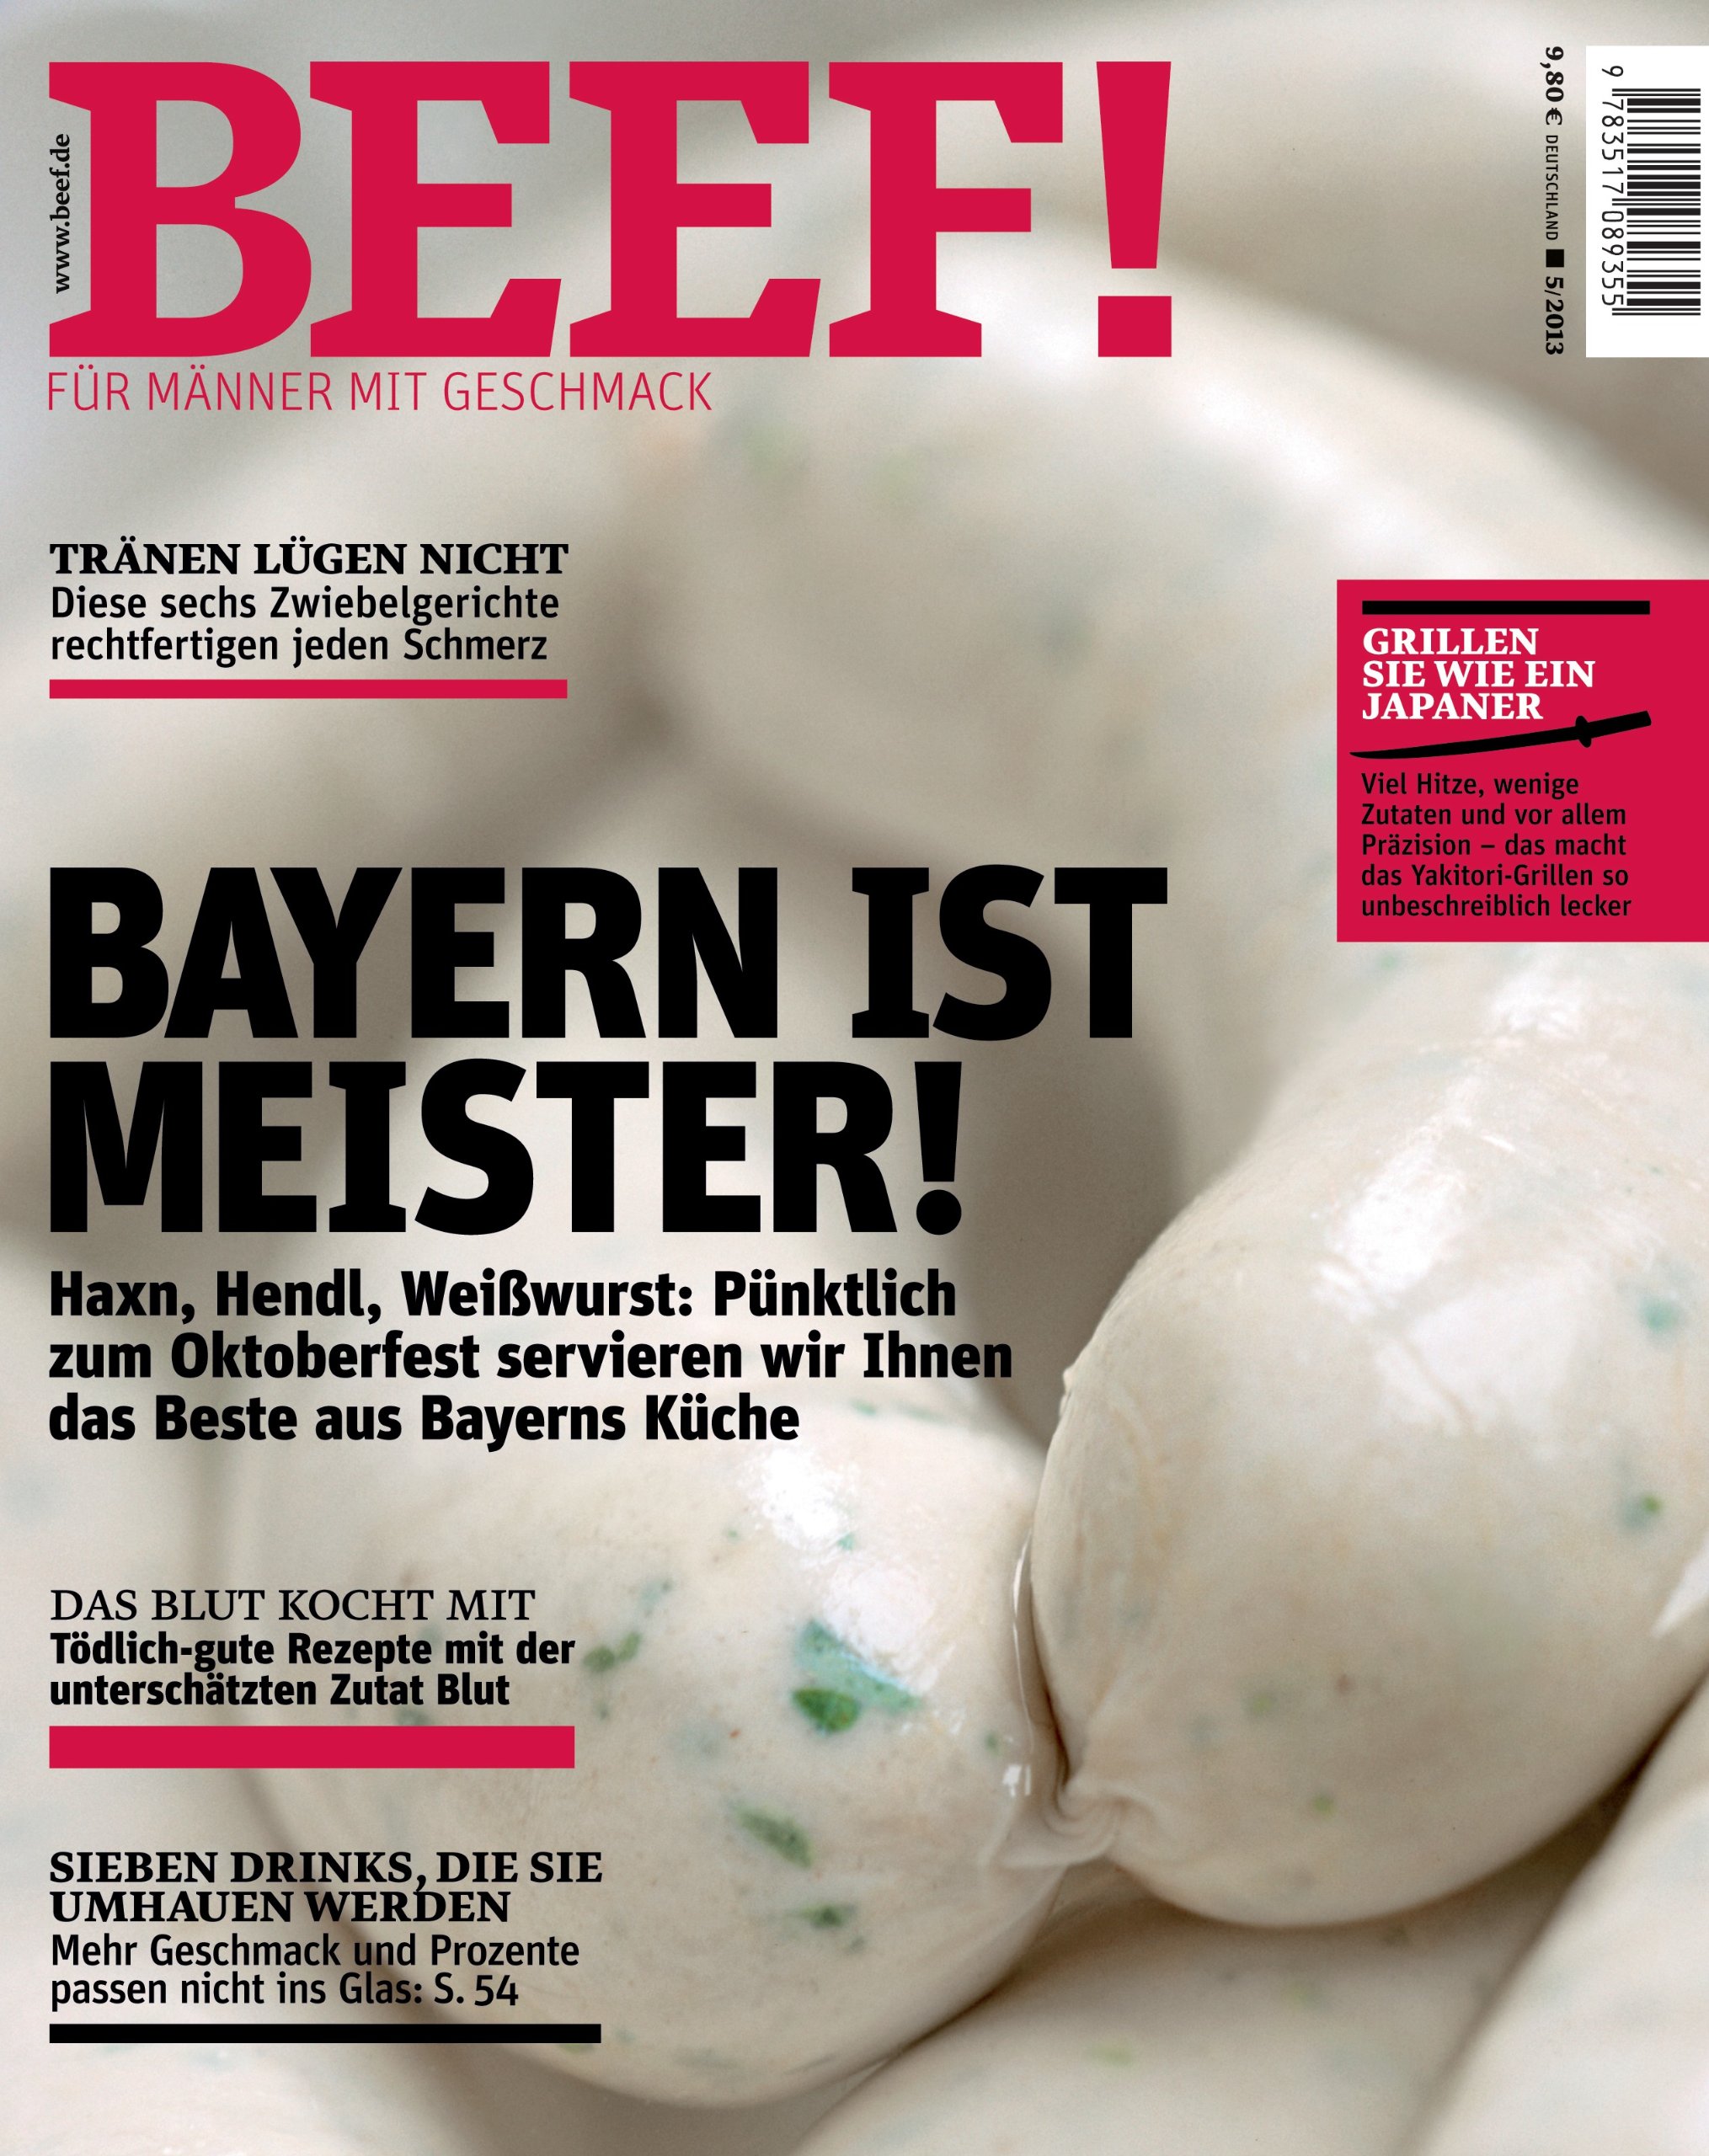 BEEF!
www.beef.de
FÜR MÄNNER MIT GESCHMACK
9,80 € DEUTSCHLAND ■ 5/2013
9 783517 089355
TRÄNEN LÜGEN NICHT
Diese sechs Zwiebelgerichte
rechtfertigen jeden Schmerz
GRILLEN
SIE WIE EIN
JAPANER
Viel Hitze, wenige
Zutaten und vor allem
Präzision – das macht
das Yakitori-Grillen so
unbeschreiblich lecker
BAYERN IST
MEISTER!
Haxn, Hendl, Weißwurst: Pünktlich
zum Oktoberfest servieren wir Ihnen
das Beste aus Bayerns Küche
DAS BLUT KOCHT MIT
Tödlich-gute Rezepte mit der
unterschätzten Zutat Blut
SIEBEN DRINKS, DIE SIE
UMHAUEN WERDEN
Mehr Geschmack und Prozente
passen nicht ins Glas: S. 54